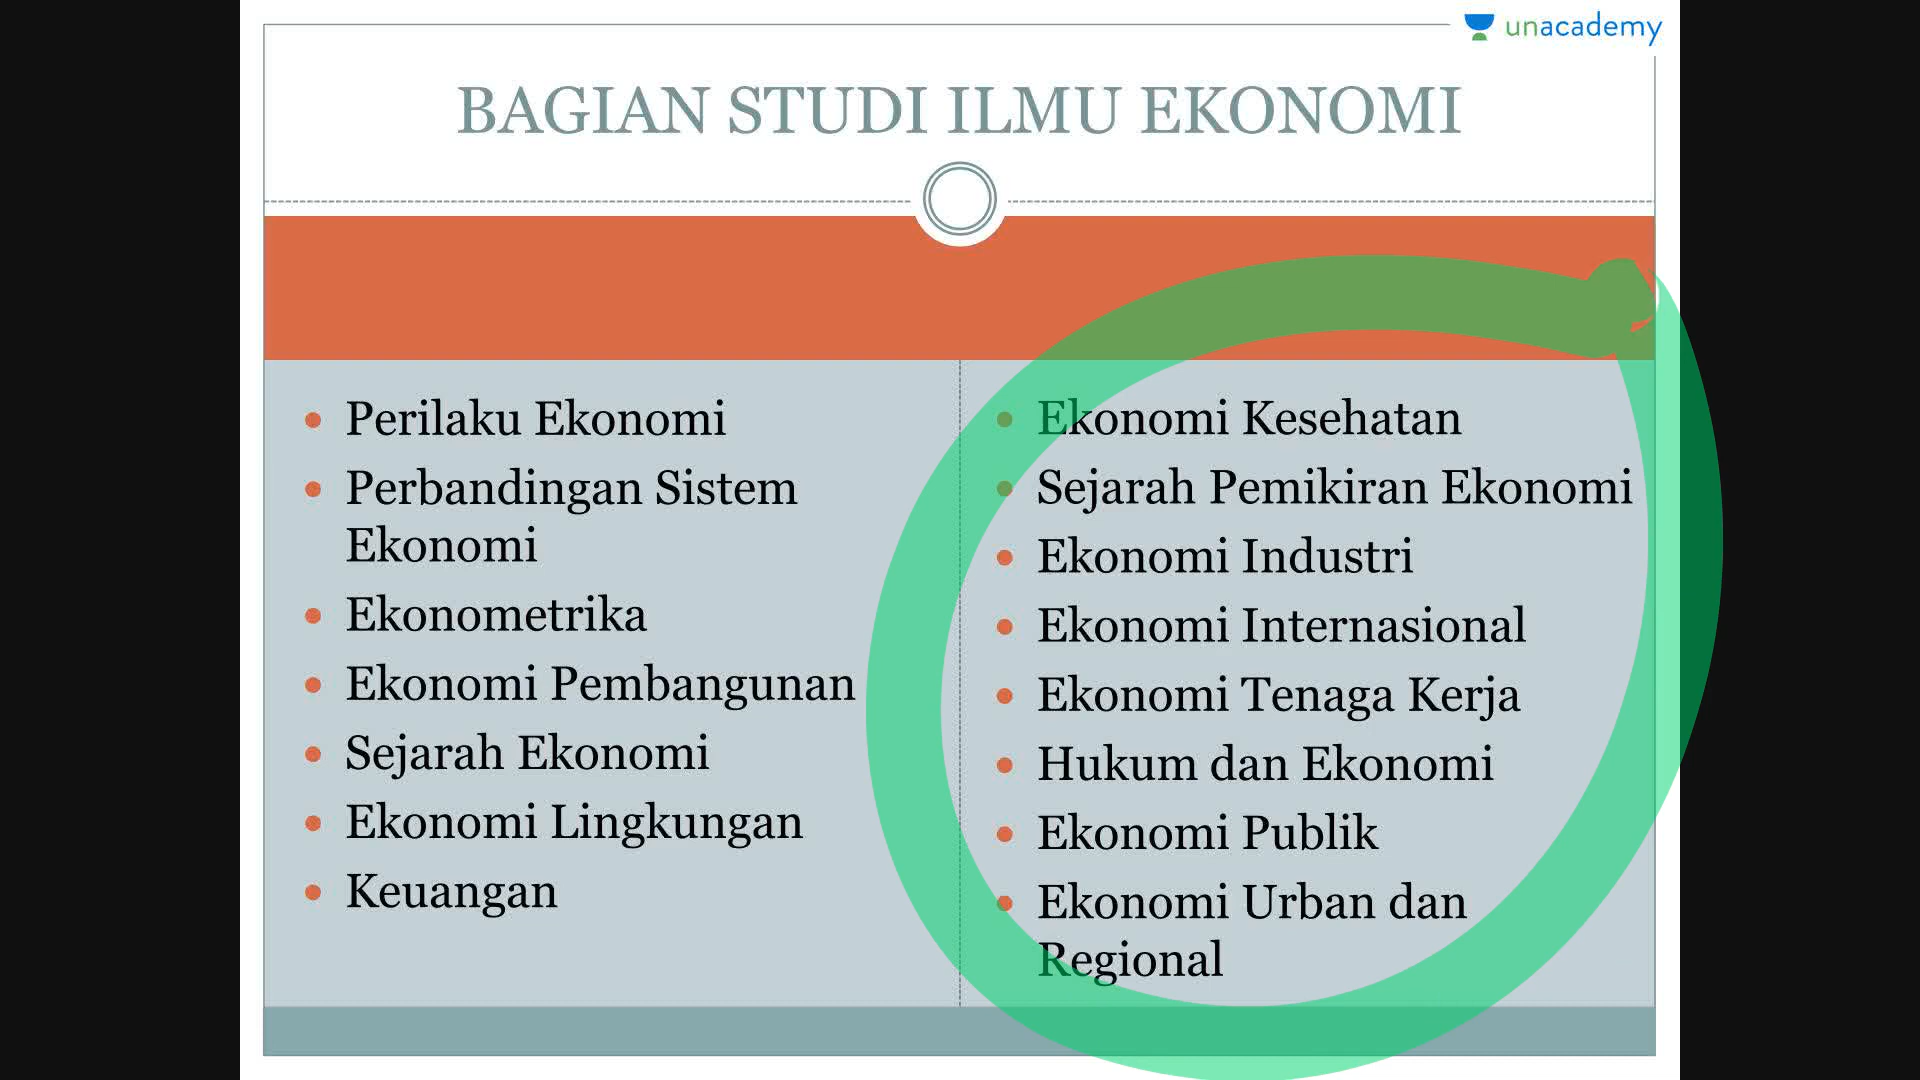 unacademy
BAGIAN STUDI ILMU EKONOMI
Perilaku Ekonomi
Perbandingan Sistem
Ekonomi
Ekonometrika
Ekonomi Pembangunan
Sejarah Ekonomi
Ekonomi Lingkungan
Keuangan
Ekonomi Kesehatan
Sejarah Pemikiran Ekonomi
Ekonomi Industri
Ekonomi Internasional
Ekonomi Tenaga Kerja
Hukum dan Ekonomi
Ekonomi Publik
Ekonomi Urban dan
Regional